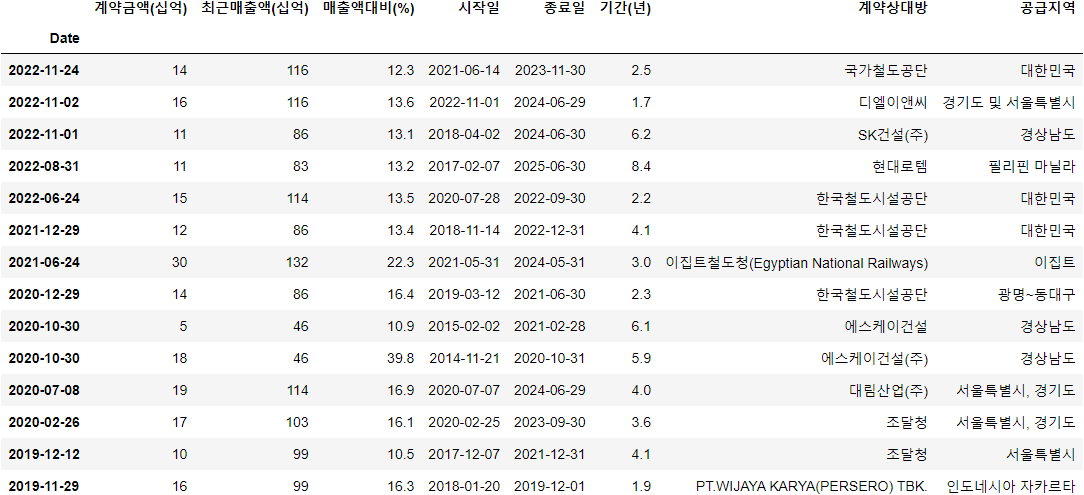 계약금액(십억) 최근매출액(십억) 매출액대비(%) 시작일 종료일 기간(년) 계약상대방 공급지역
Date
2022-11-24 14 116 12.3 2021-06-14 2023-11-30 2.5 국가철도공단 대한민국
2022-11-02 16 116 13.6 2022-11-01 2024-06-29 1.7 디엘이앤씨 경기도 및 서울특별시
2022-11-01 11 86 13.1 2018-04-02 2024-06-30 6.2 SK건설(주) 경상남도
2022-08-31 11 83 13.2 2017-02-07 2025-06-30 8.4 현대로템 필리핀 마닐라
2022-06-24 15 114 13.5 2020-07-28 2022-09-30 2.2 한국철도시설공단 대한민국
2021-12-29 12 86 13.4 2018-11-14 2022-12-31 4.1 한국철도시설공단 대한민국
2021-06-24 30 132 22.3 2021-05-31 2024-05-31 3.0 이집트철도청(Egyptian National Railways) 이집트
2020-12-29 14 86 16.4 2019-03-12 2021-06-30 2.3 한국철도시설공단 광명~동대구
2020-10-30 5 46 10.9 2015-02-02 2021-02-28 6.1 에스케이건설 경상남도
2020-10-30 18 46 39.8 2014-11-21 2020-10-31 5.9 에스케이건설(주) 경상남도
2020-07-08 19 114 16.9 2020-07-07 2024-06-29 4.0 대림산업(주) 서울특별시, 경기도
2020-02-26 17 103 16.1 2020-02-25 2023-09-30 3.6 조달청 서울특별시, 경기도
2019-12-12 10 99 10.5 2017-12-07 2021-12-31 4.1 조달청 서울특별시
2019-11-29 16 99 16.3 2018-01-20 2019-12-01 1.9 PT.WIJAYA KARYA(PERSERO) TBK. 인도네시아 자카르타